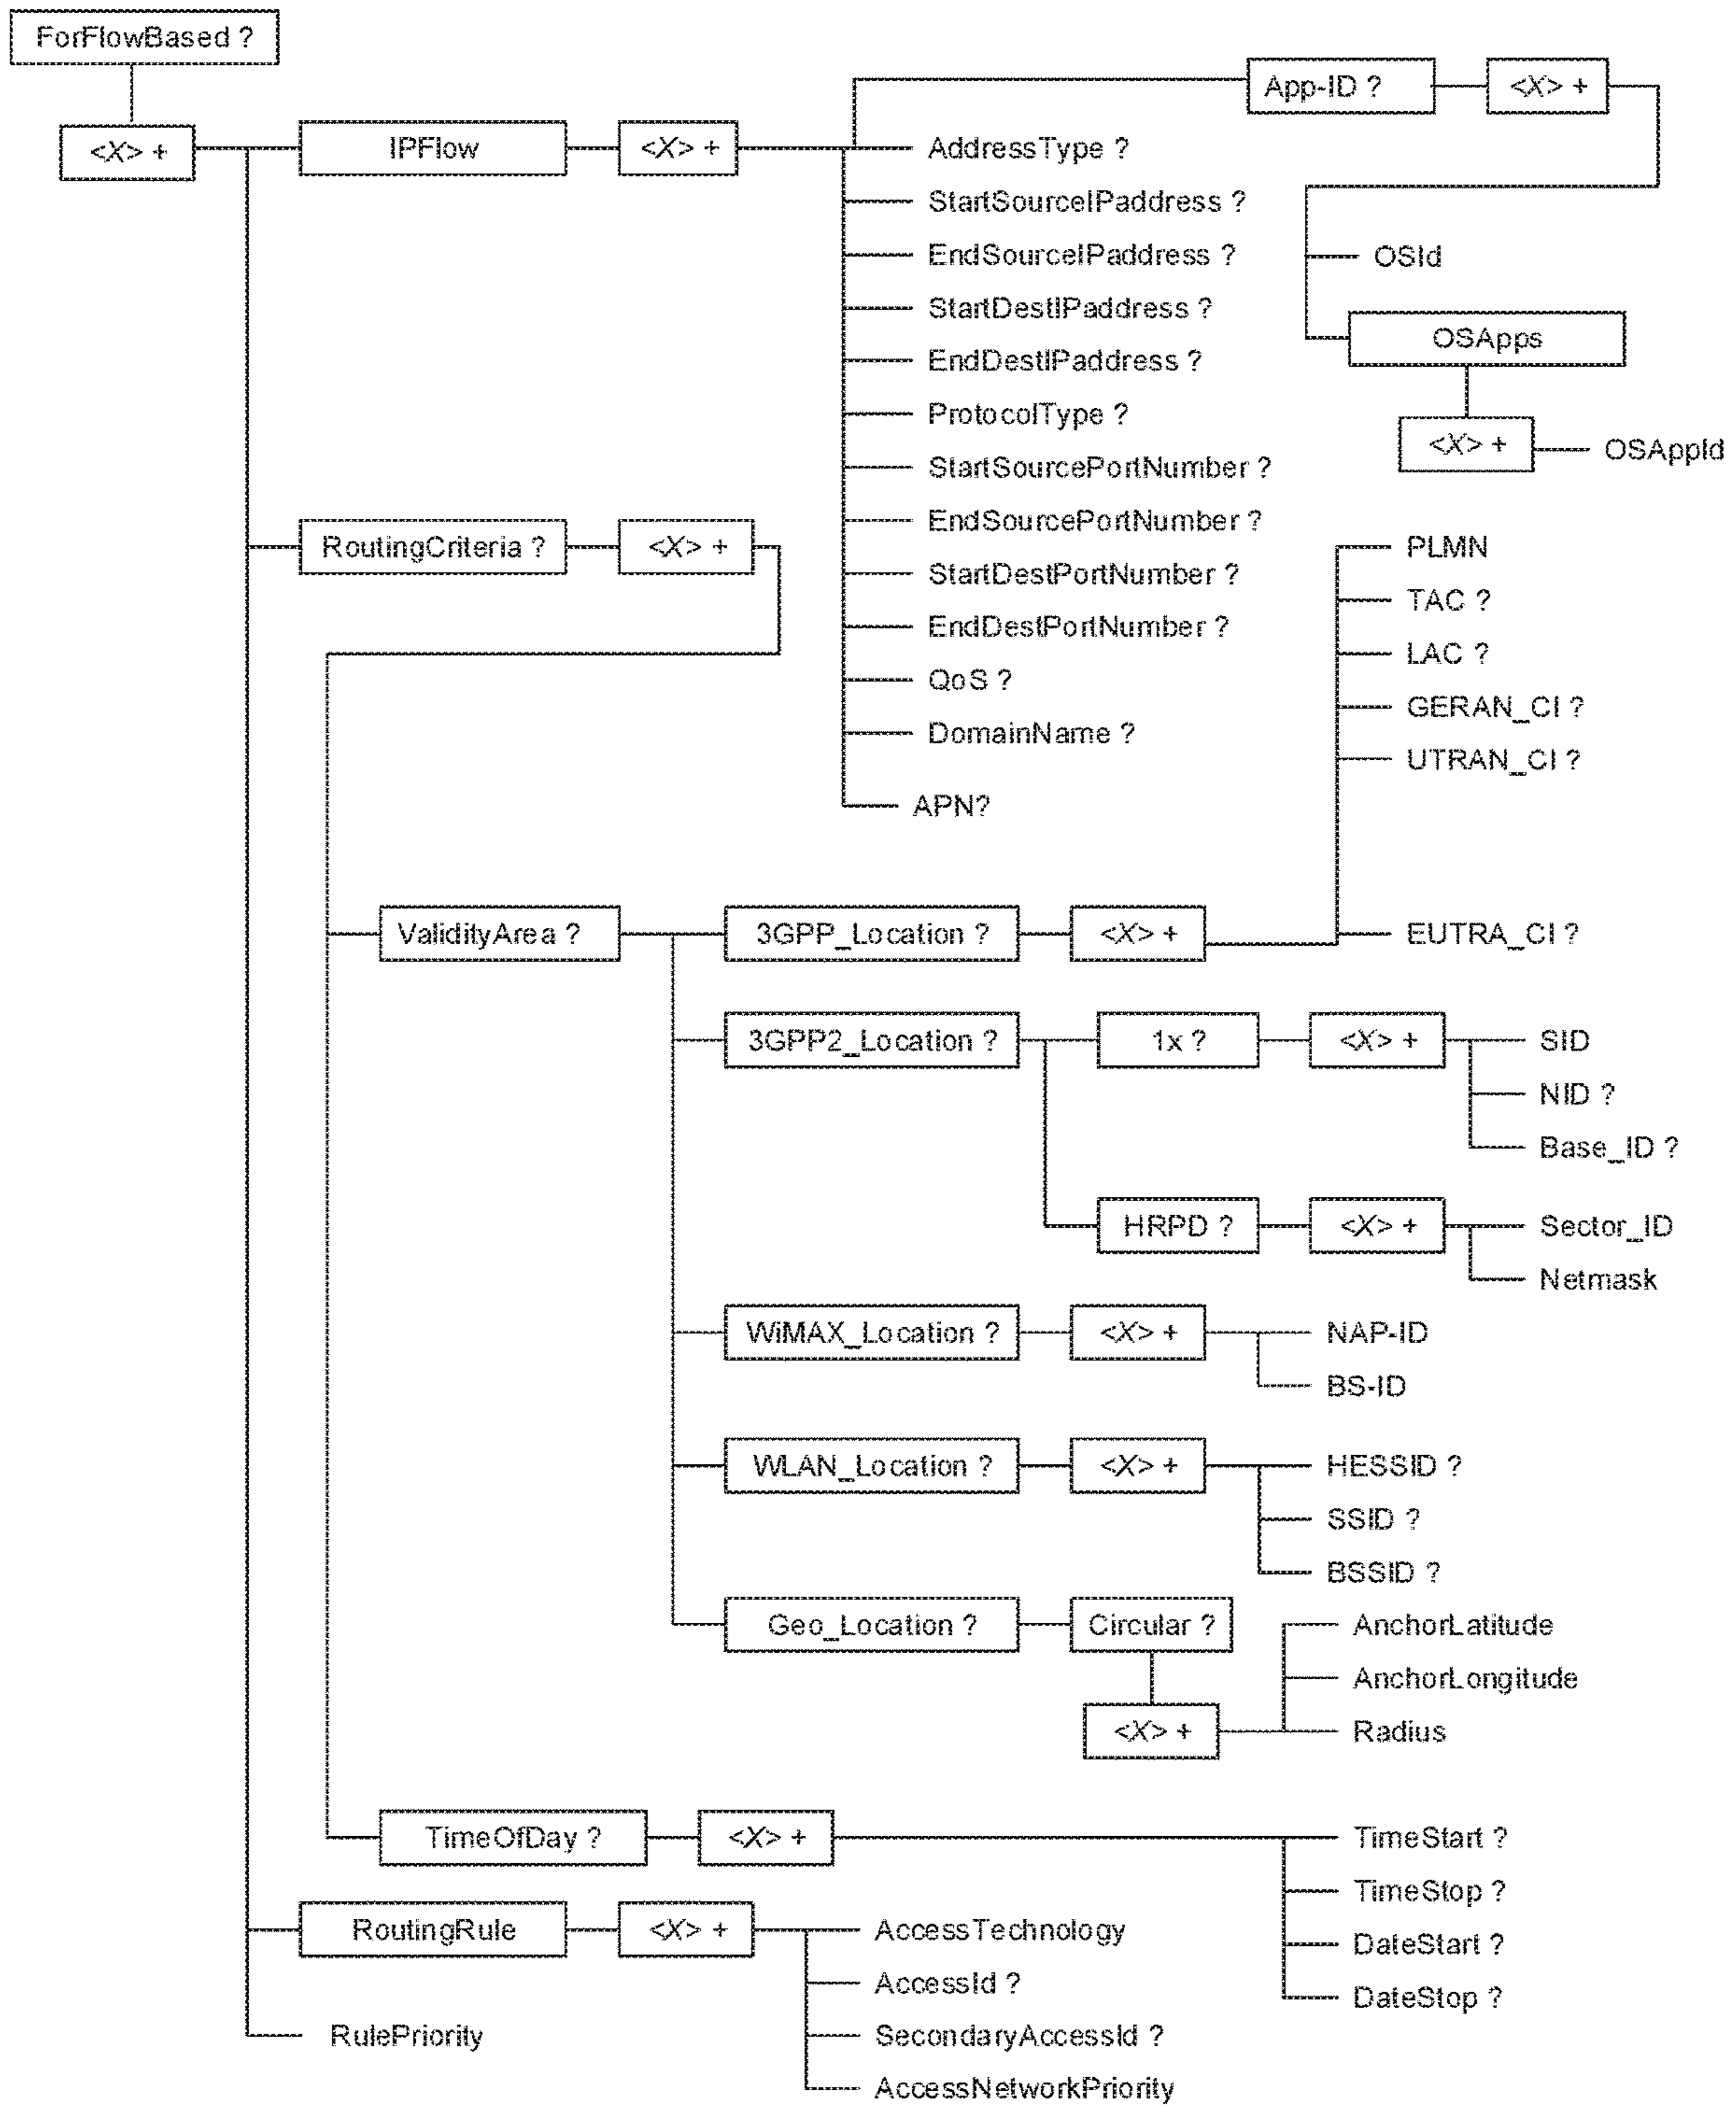 ForFlowBased ?
<X> +
IPFlow
<X> +
App-ID ?
<X> +
AddressType ?
StartSourceIPaddress ?
EndSourceIPaddress ?
StartDestIPaddress ?
EndDestIPaddress ?
ProtocolType ?
StartSourcePortNumber ?
EndSourcePortNumber ?
StartDestPortNumber ?
EndDestPortNumber ?
QoS ?
DomainName ?
APN?
OSId
OSApps
<X> +
OSAppId
RoutingCriteria ?
<X> +
ValidityArea ?
3GPP_Location ?
<X> +
PLMN
TAC ?
LAC ?
GERAN_CI ?
UTRAN_CI ?
EUTRA_CI ?
3GPP2_Location ?
1x ?
<X> +
SID
NID ?
Base_ID ?
HRPD ?
<X> +
Sector_ID
Netmask
WiMAX_Location ?
<X> +
NAP-ID
BS-ID
WLAN_Location ?
<X> +
HESSID ?
SSID ?
BSSID ?
Geo_Location ?
Circular ?
<X> +
AnchorLatitude
AnchorLongitude
Radius
TimeOfDay ?
<X> +
TimeStart ?
TimeStop ?
DateStart ?
DateStop ?
RoutingRule
<X> +
AccessTechnology
AccessId ?
SecondaryAccessId ?
AccessNetworkPriority
RulePriority